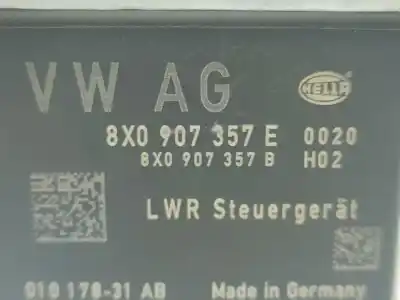 VW AG
HELLA
8X0 907 357 E 0020
8X0 907 357 B H02
LWR Steuergerät
010 178-31 AB Made in Germany